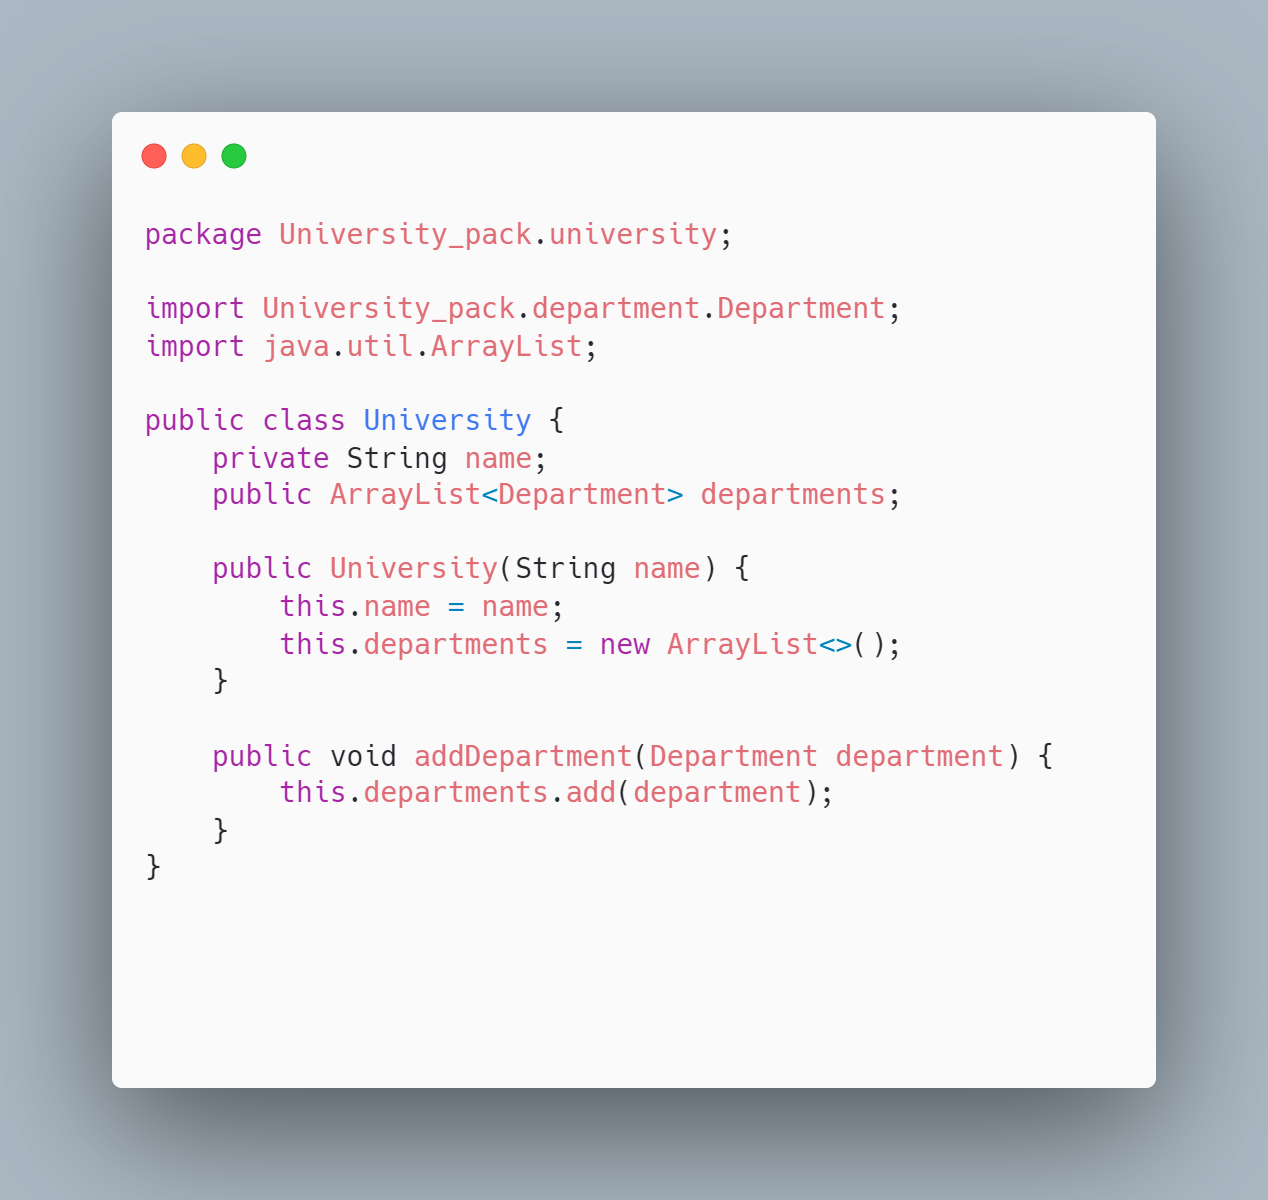 package University_pack.university;

import University_pack.department.Department;
import java.util.ArrayList;

public class University {
    private String name;
    public ArrayList<Department> departments;

    public University(String name) {
        this.name = name;
        this.departments = new ArrayList<>();
    }

    public void addDepartment(Department department) {
        this.departments.add(department);
    }
}